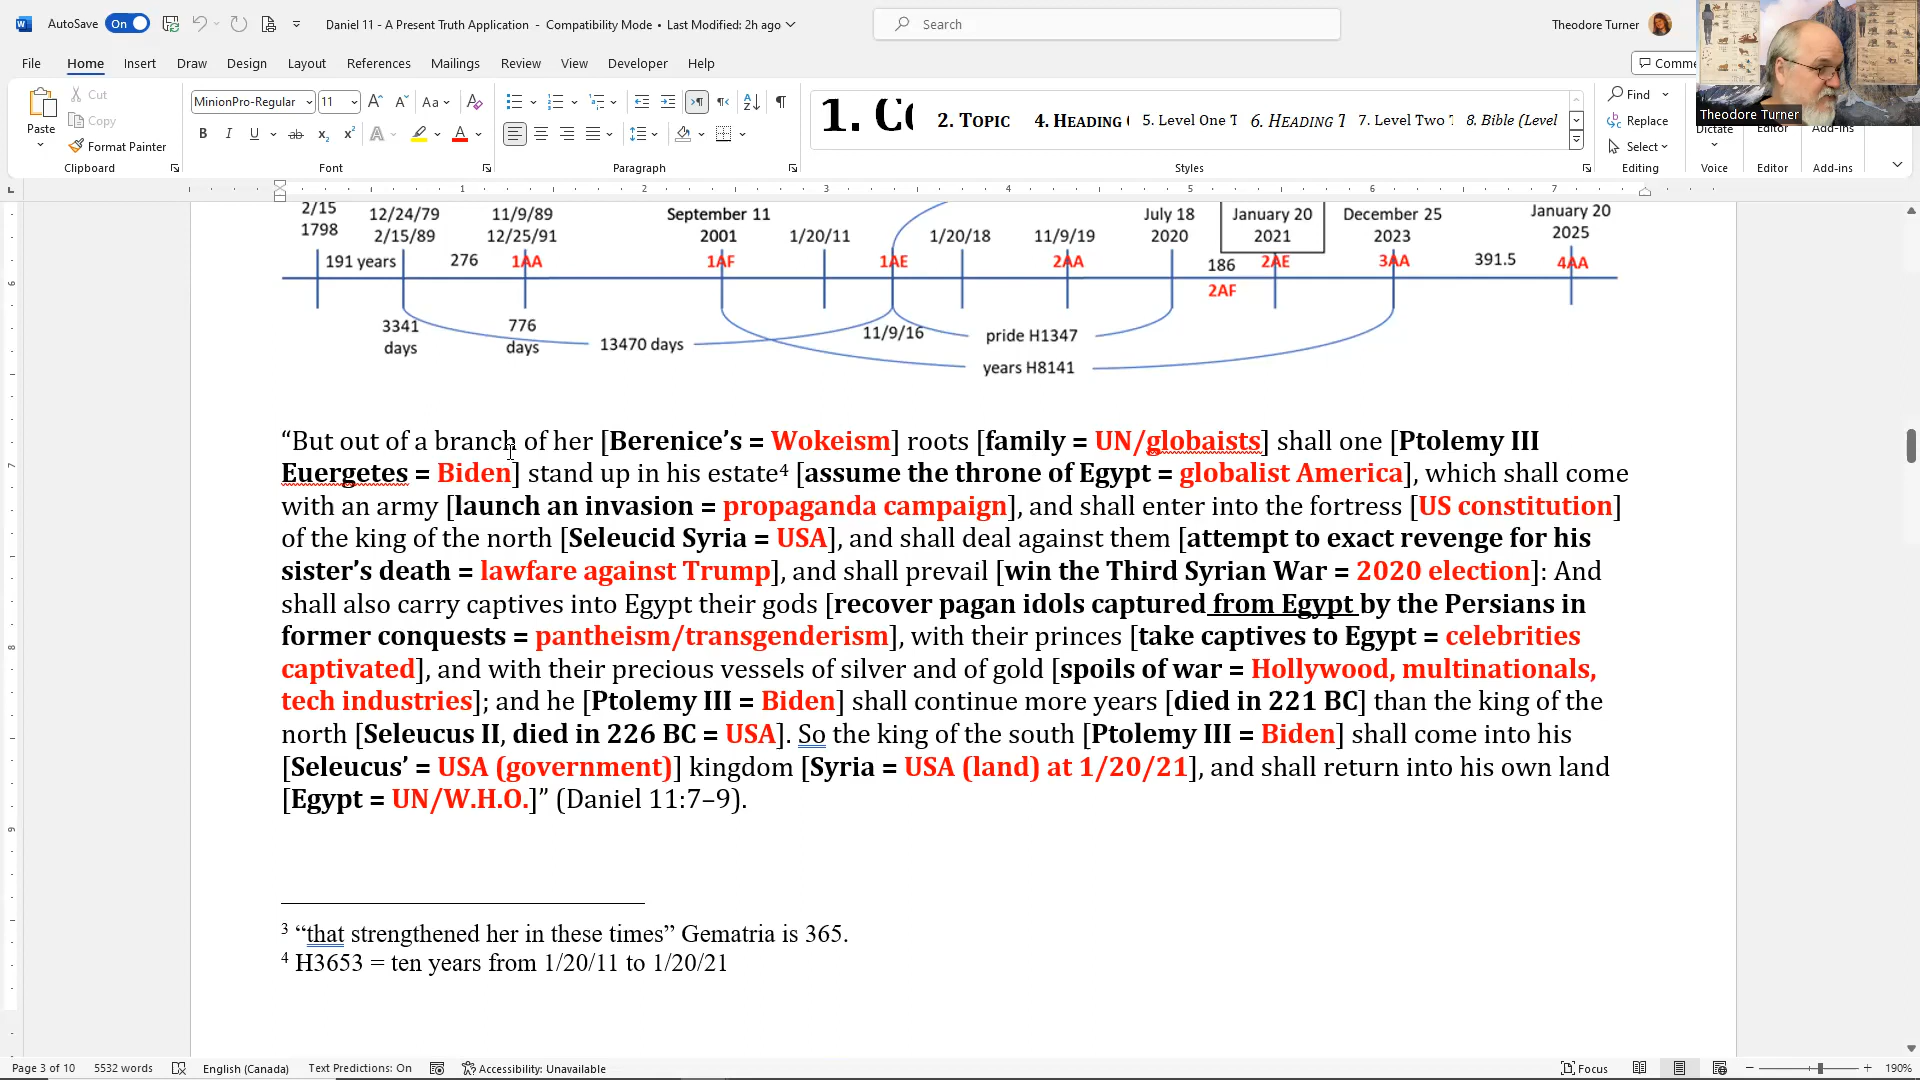 AutoSave On Daniel 11 - A Present Truth Application - Compatibility Mode • Last Modified: 2h ago Search Theodore Turner
File Home Insert Draw Design Layout References Mailings Review View Developer Help Comme
Paste Cut Copy Format Painter
MinionPro-Regular 11
1. Co 2. TOPIC 4. HEADING 5. Level One T 6. HEADING T 7. Level Two T 8. Bible (Level
Find Replace Select
Theodore Turner
Dictate Editor Add-ins
Clipboard Font Paragraph Styles Editing Voice Editor Add-ins
1 2 3 4 5 6 7
2/15 12/24/79 11/9/89 September 11 July 18 January 20 December 25 January 20
1798 2/15/89 12/25/91 2001 1/20/11 1/20/18 11/9/19 2020 2021 2023 2025
191 years 276 1AA 1AF 1AE 2AA 186 2AE 3AA 391.5 4AA
2AF
3341 days 776 days 13470 days 11/9/16 pride H1347
years H8141
“But out of a branch of her [Berenice’s = Wokeism] roots [family = UN/globaists] shall one [Ptolemy III
Euergetes = Biden] stand up in his estate4 [assume the throne of Egypt = globalist America], which shall come
with an army [launch an invasion = propaganda campaign], and shall enter into the fortress [US constitution]
of the king of the north [Seleucid Syria = USA], and shall deal against them [attempt to exact revenge for his
sister’s death = lawfare against Trump], and shall prevail [win the Third Syrian War = 2020 election]: And
shall also carry captives into Egypt their gods [recover pagan idols captured from Egypt by the Persians in
former conquests = pantheism/transgenderism], with their princes [take captives to Egypt = celebrities
captivated], and with their precious vessels of silver and of gold [spoils of war = Hollywood, multinationals,
tech industries]; and he [Ptolemy III = Biden] shall continue more years [died in 221 BC] than the king of the
north [Seleucus II, died in 226 BC = USA]. So the king of the south [Ptolemy III = Biden] shall come into his
[Seleucus’ = USA (government)] kingdom [Syria = USA (land) at 1/20/21], and shall return into his own land
[Egypt = UN/W.H.O.]” (Daniel 11:7–9).
3 “that strengthened her in these times” Gematria is 365.
4 H3653 = ten years from 1/20/11 to 1/20/21
Page 3 of 10 5532 words English (Canada) Text Predictions: On Accessibility: Unavailable Focus 190%